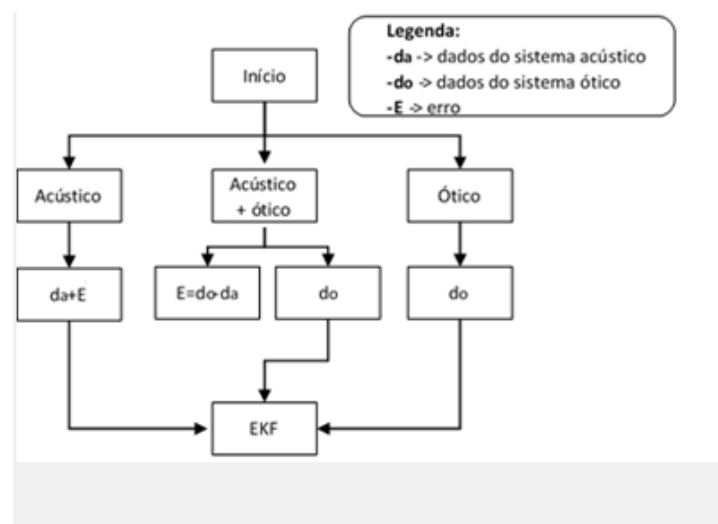 Legenda:
-da -> dados do sistema acústico
-do -> dados do sistema ótico
-E -> erro
Início
Acústico
Acústico
+ ótico
Ótico
da+E
E=do-da
do
do
EKF